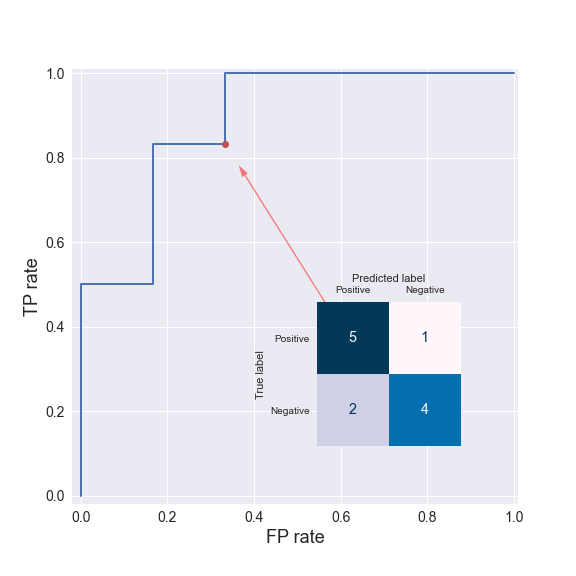 1.0
0.8
0.6
0.4
0.2
0.0
TP rate
0.0 0.2 0.4 0.6 0.8 1.0
FP rate
Predicted label
Positive Negative
True label
Positive 5 1
Negative 2 4